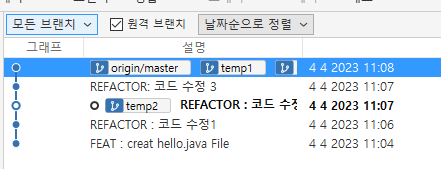 모든 브랜치 원격 브랜치 날짜순으로 정렬
그래프 설명
origin/master temp1 4 4 2023 11:08
REFACTOR: 코드 수정 3 4 4 2023 11:07
temp2 REFACTOR : 코드 수정 4 4 2023 11:07
REFACTOR : 코드 수정1 4 4 2023 11:06
FEAT : creat hello.java File 4 4 2023 11:04